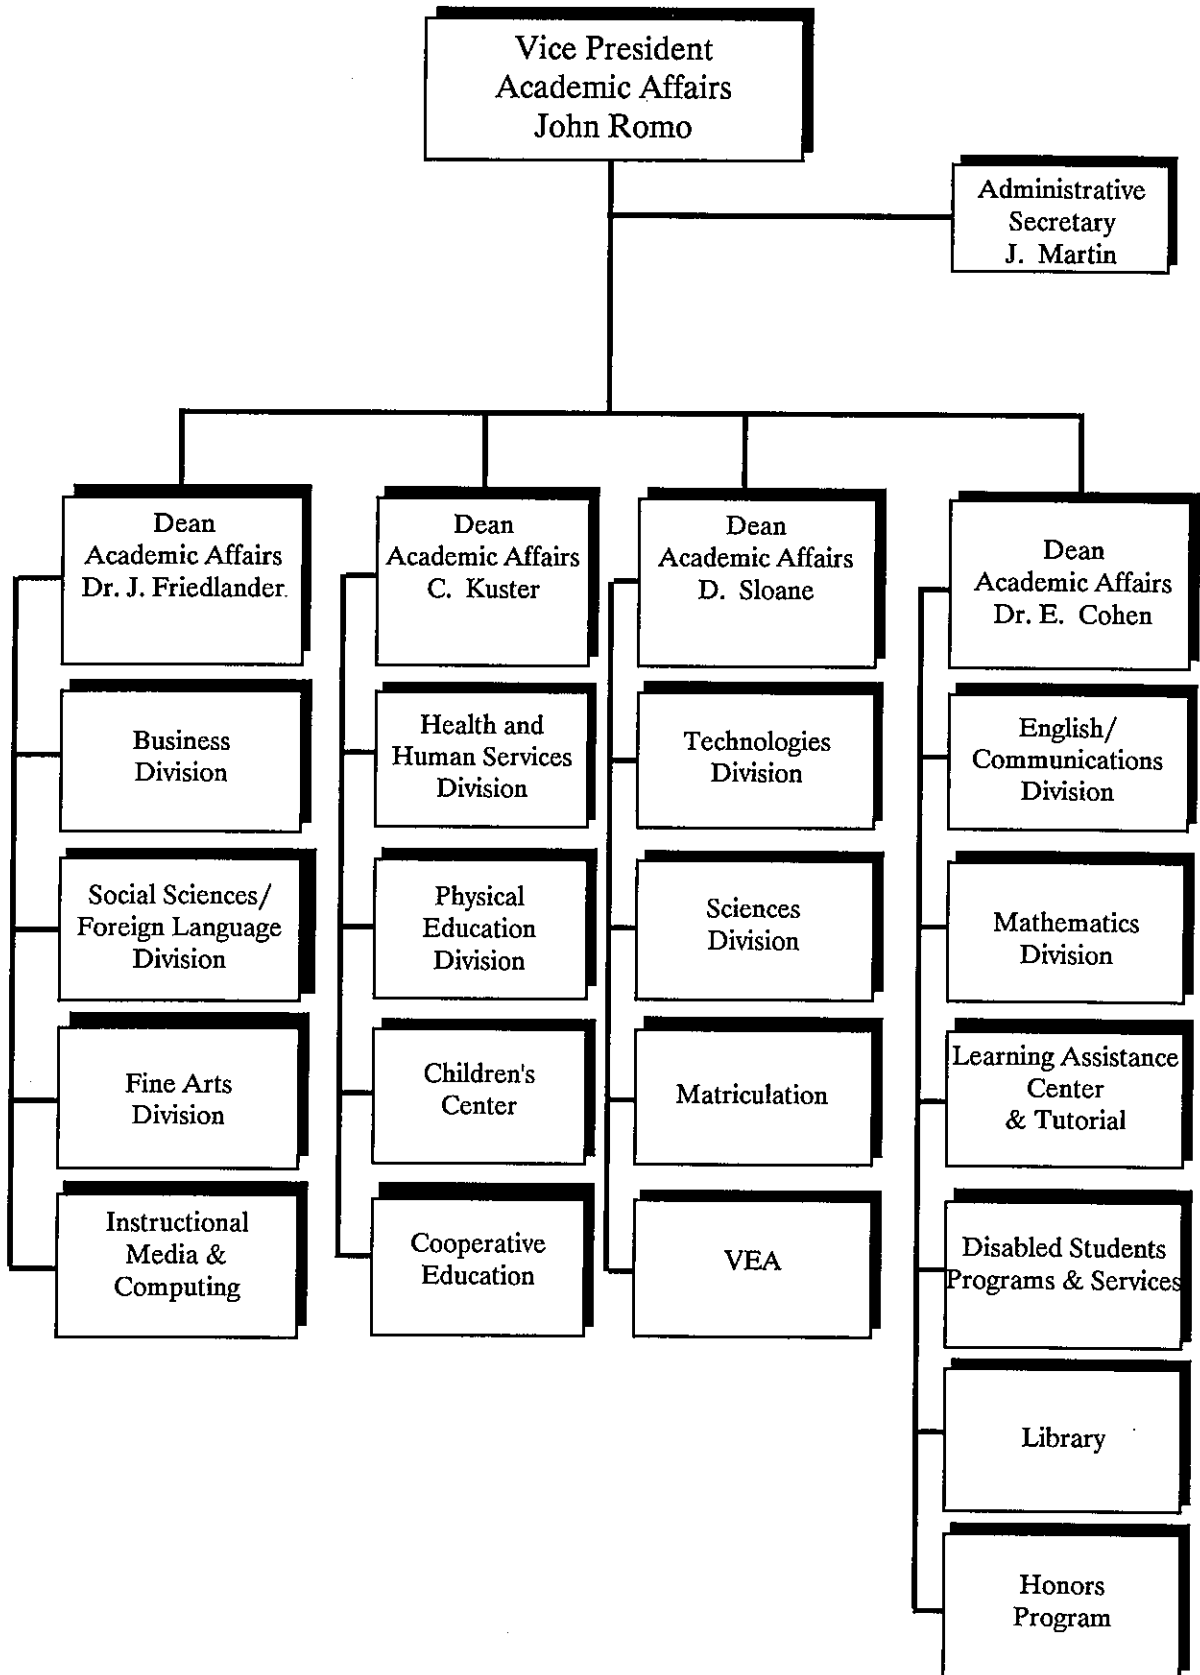 Vice President
Academic Affairs
John Romo
Administrative
Secretary
J. Martin
Dean
Academic Affairs
Dr. J. Friedlander
Business
Division
Social Sciences/
Foreign Language
Division
Fine Arts
Division
Instructional
Media &
Computing
Dean
Academic Affairs
C. Kuster
Health and
Human Services
Division
Physical
Education
Division
Children's
Center
Cooperative
Education
Dean
Academic Affairs
D. Sloane
Technologies
Division
Sciences
Division
Matriculation
VEA
Dean
Academic Affairs
Dr. E. Cohen
English/
Communications
Division
Mathematics
Division
Learning Assistance
Center
& Tutorial
Disabled Students
Programs & Services
Library
Honors
Program